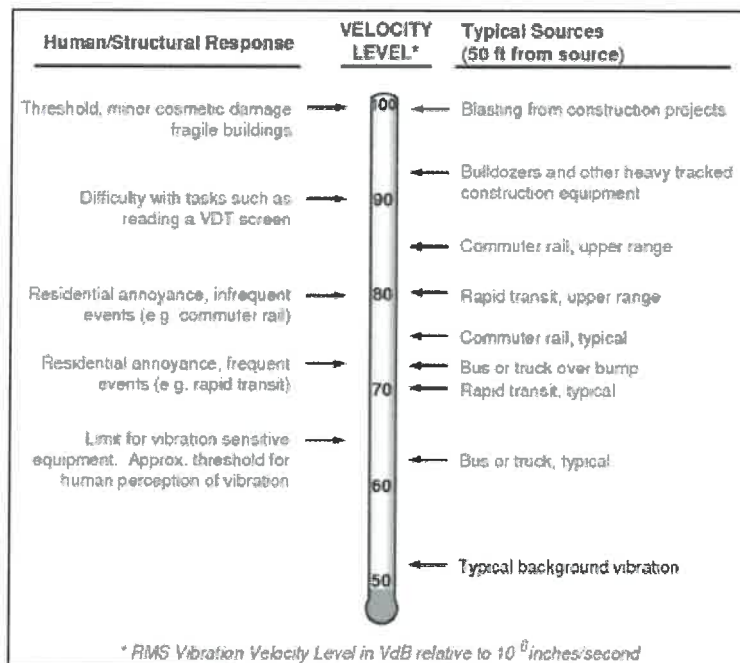 Human/Structural Response
VELOCITY
LEVEL*
Typical Sources
(50 ft from source)
Threshold, minor cosmetic damage
fragile buildings
100
Blasting from construction projects
Bulldozers and other heavy tracked
construction equipment
Difficulty with tasks such as
reading a VDT screen
90
Commuter rail, upper range
Residential annoyance, infrequent
events (e.g. commuter rail)
80
Rapid transit, upper range
Commuter rail, typical
Residential annoyance, frequent
events (e.g. rapid transit)
Bus or truck over bump
70
Rapid transit, typical
Limit for vibration sensitive
equipment. Approx. threshold for
human perception of vibration
Bus or truck, typical
60
Typical background vibration
50
* RMS Vibration Velocity Level in VdB relative to 10 inches/second